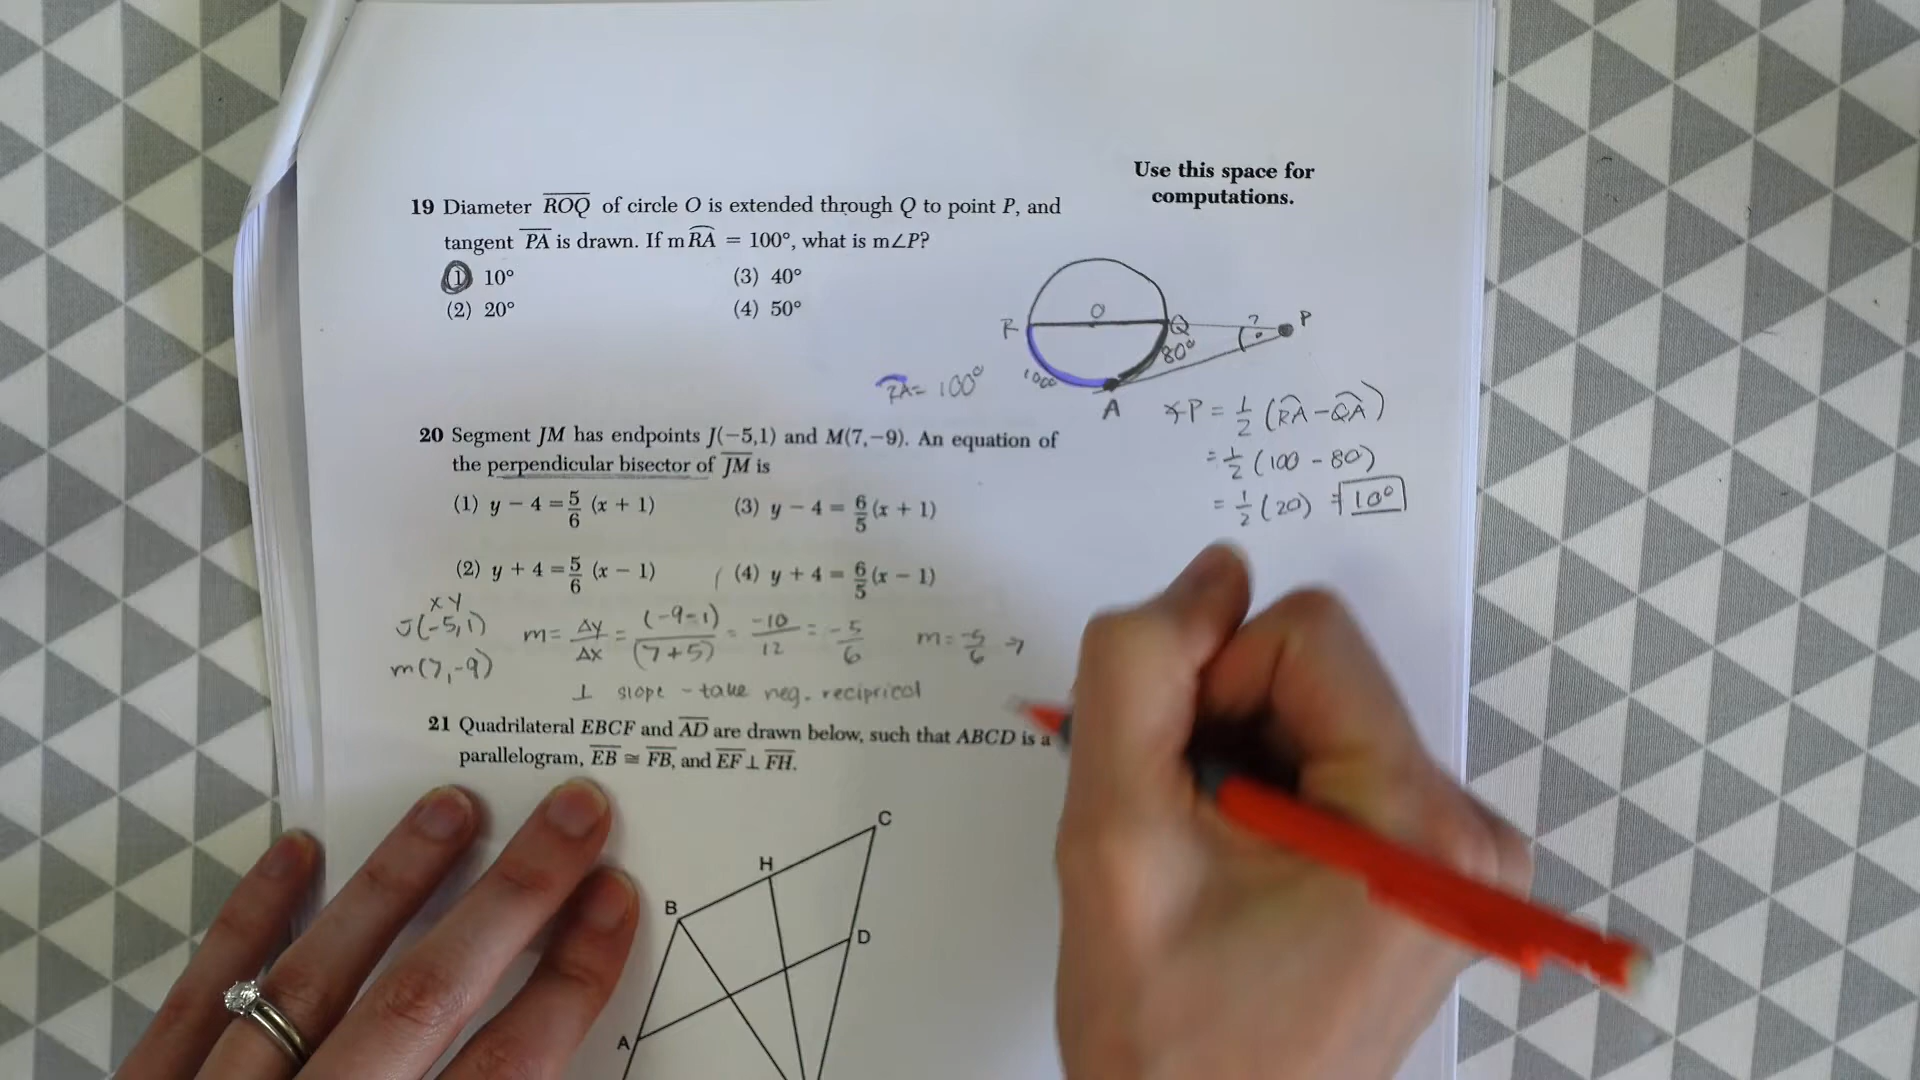 Use this space for
computations.
19 Diameter ROQ of circle O is extended through Q to point P, and
tangent PA is drawn. If mRA = 100°, what is m∠P?
(1) 10°
(3) 40°
(2) 20°
(4) 50°
R
O
Q
?
P
80°
A
RA = 100°
∡P = 1/2 (RA - QA)
= 1/2 (100 - 80)
= 1/2 (20) = 10°
20 Segment JM has endpoints J(−5,1) and M(7,−9). An equation of
the perpendicular bisector of JM is
(1) y − 4 = 5/6 (x + 1)
(3) y − 4 = 6/5 (x + 1)
(2) y + 4 = 5/6 (x − 1)
(4) y + 4 = 6/5 (x − 1)
x y
J(-5,1)
m(7,-9)
m = Δy/Δx = (-9-1)/(7+5) = -10/12 = -5/6
m = -5/6 →
⊥ slope - take neg. reciprical
21 Quadrilateral EBCF and AD are drawn below, such that ABCD is a
parallelogram, EB ≅ FB, and EF ⊥ FH.
C
H
B
D
A